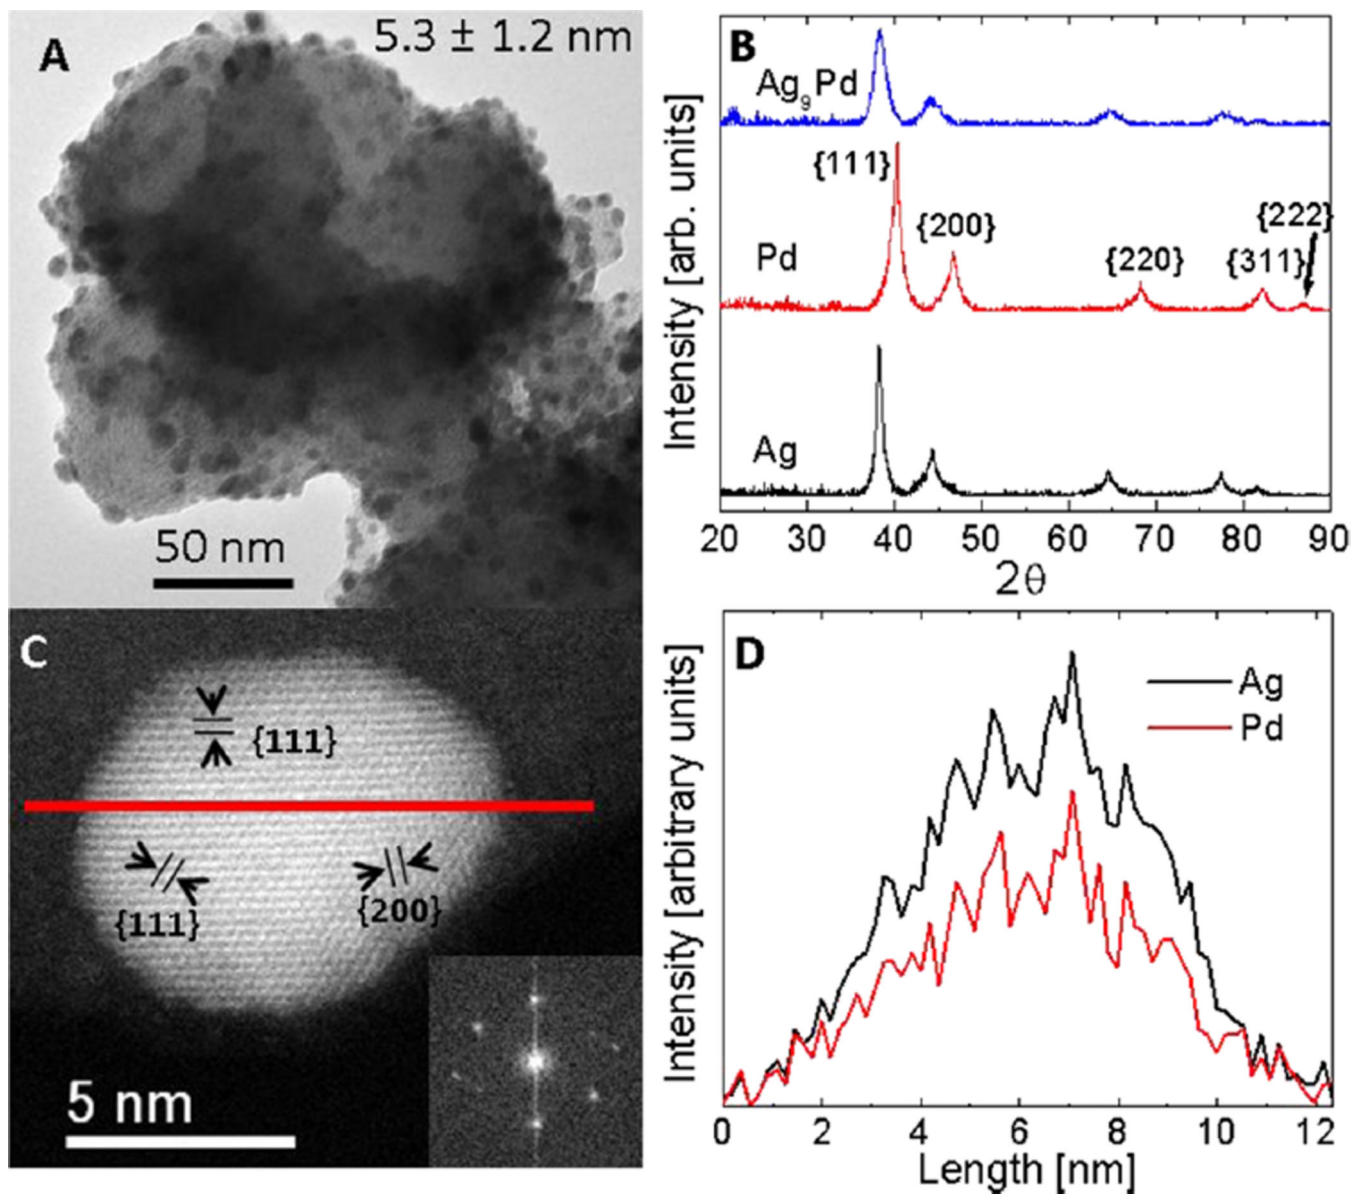 A
5.3 ± 1.2 nm
50 nm
B
Ag₉Pd
{111}
{200}
{222}
Pd
{220}
{311}
Ag
Intensity [arb. units]
20 30 40 50 60 70 80 90
2θ
C
{111}
{111}
{200}
5 nm
D
Ag
Pd
Intensity [arbitrary units]
0 2 4 6 8 10 12
Length [nm]